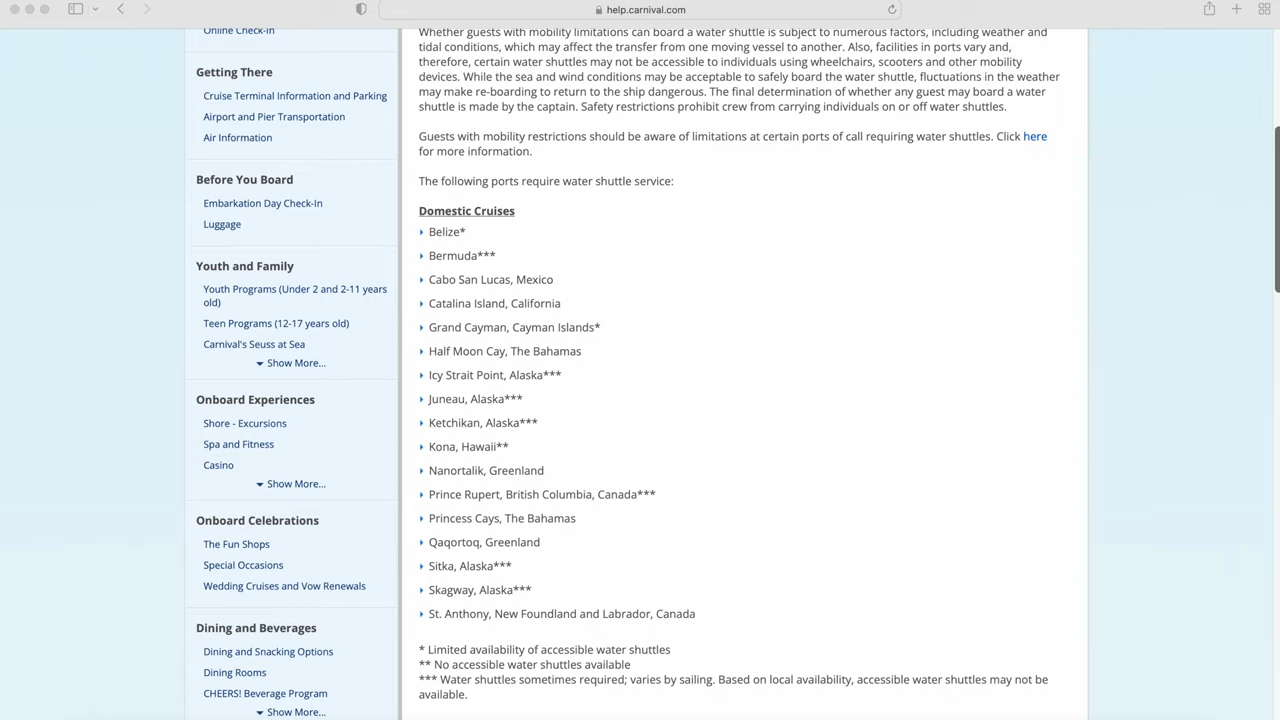 help.carnival.com
Online Check-In
Getting There
Cruise Terminal Information and Parking
Airport and Pier Transportation
Air Information
Before You Board
Embarkation Day Check-In
Luggage
Youth and Family
Youth Programs (Under 2 and 2-11 years
old)
Teen Programs (12-17 years old)
Carnival's Seuss at Sea
Show More...
Onboard Experiences
Shore - Excursions
Spa and Fitness
Casino
Show More...
Onboard Celebrations
The Fun Shops
Special Occasions
Wedding Cruises and Vow Renewals
Dining and Beverages
Dining and Snacking Options
Dining Rooms
CHEERS! Beverage Program
Show More...
Whether guests with mobility limitations can board a water shuttle is subject to numerous factors, including weather and
tidal conditions, which may affect the transfer from one moving vessel to another. Also, facilities in ports vary and,
therefore, certain water shuttles may not be accessible to individuals using wheelchairs, scooters and other mobility
devices. While the sea and wind conditions may be acceptable to safely board the water shuttle, fluctuations in the weather
may make re-boarding to return to the ship dangerous. The final determination of whether any guest may board a water
shuttle is made by the captain. Safety restrictions prohibit crew from carrying individuals on or off water shuttles.
Guests with mobility restrictions should be aware of limitations at certain ports of call requiring water shuttles. Click here
for more information.
The following ports require water shuttle service:
Domestic Cruises
Belize*
Bermuda***
Cabo San Lucas, Mexico
Catalina Island, California
Grand Cayman, Cayman Islands*
Half Moon Cay, The Bahamas
Icy Strait Point, Alaska***
Juneau, Alaska***
Ketchikan, Alaska***
Kona, Hawaii**
Nanortalik, Greenland
Prince Rupert, British Columbia, Canada***
Princess Cays, The Bahamas
Qaqortoq, Greenland
Sitka, Alaska***
Skagway, Alaska***
St. Anthony, New Foundland and Labrador, Canada
* Limited availability of accessible water shuttles
** No accessible water shuttles available
*** Water shuttles sometimes required; varies by sailing. Based on local availability, accessible water shuttles may not be
available.